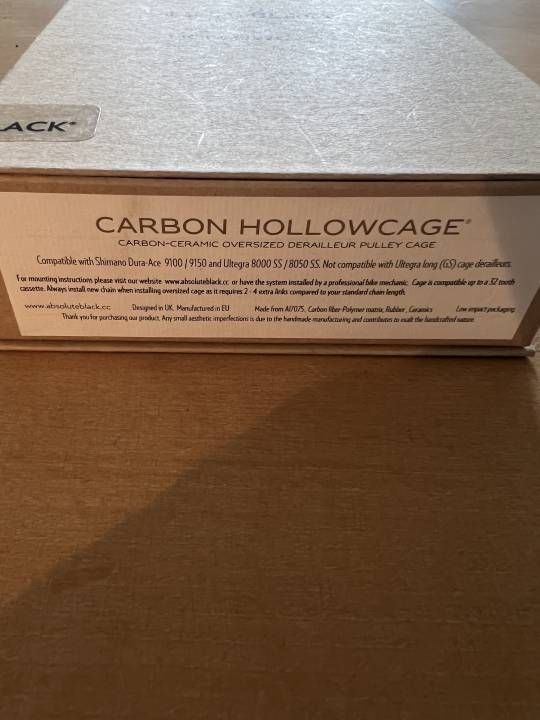 ACK®
CARBON HOLLOWCAGE®
CARBON-CERAMIC OVERSIZED DERAILLEUR PULLEY CAGE
Compatible with Shimano Dura-Ace 9100 / 9150 and Ultegra 8000 SS / 8050 SS. Not compatible with Ultegra long (GS) cage derailleurs.
For mounting instructions please visit our website www.absoluteblack.cc or have the system installed by a professional bike mechanic. Cage is compatible up to a 32 tooth
cassette. Always install new chain when installing oversized cage as it requires 2 - 4 extra links compared to your standard chain length.
www.absoluteblack.cc Designed in UK. Manufactured in EU Made from Al7075, Carbon fiber-Polymer matrix, Rubber, Ceramics Low impact packaging
Thank you for purchasing our product. Any small aesthetic imperfections is due to the handmade manufacturing and contributes to exalt the handcrafted nature